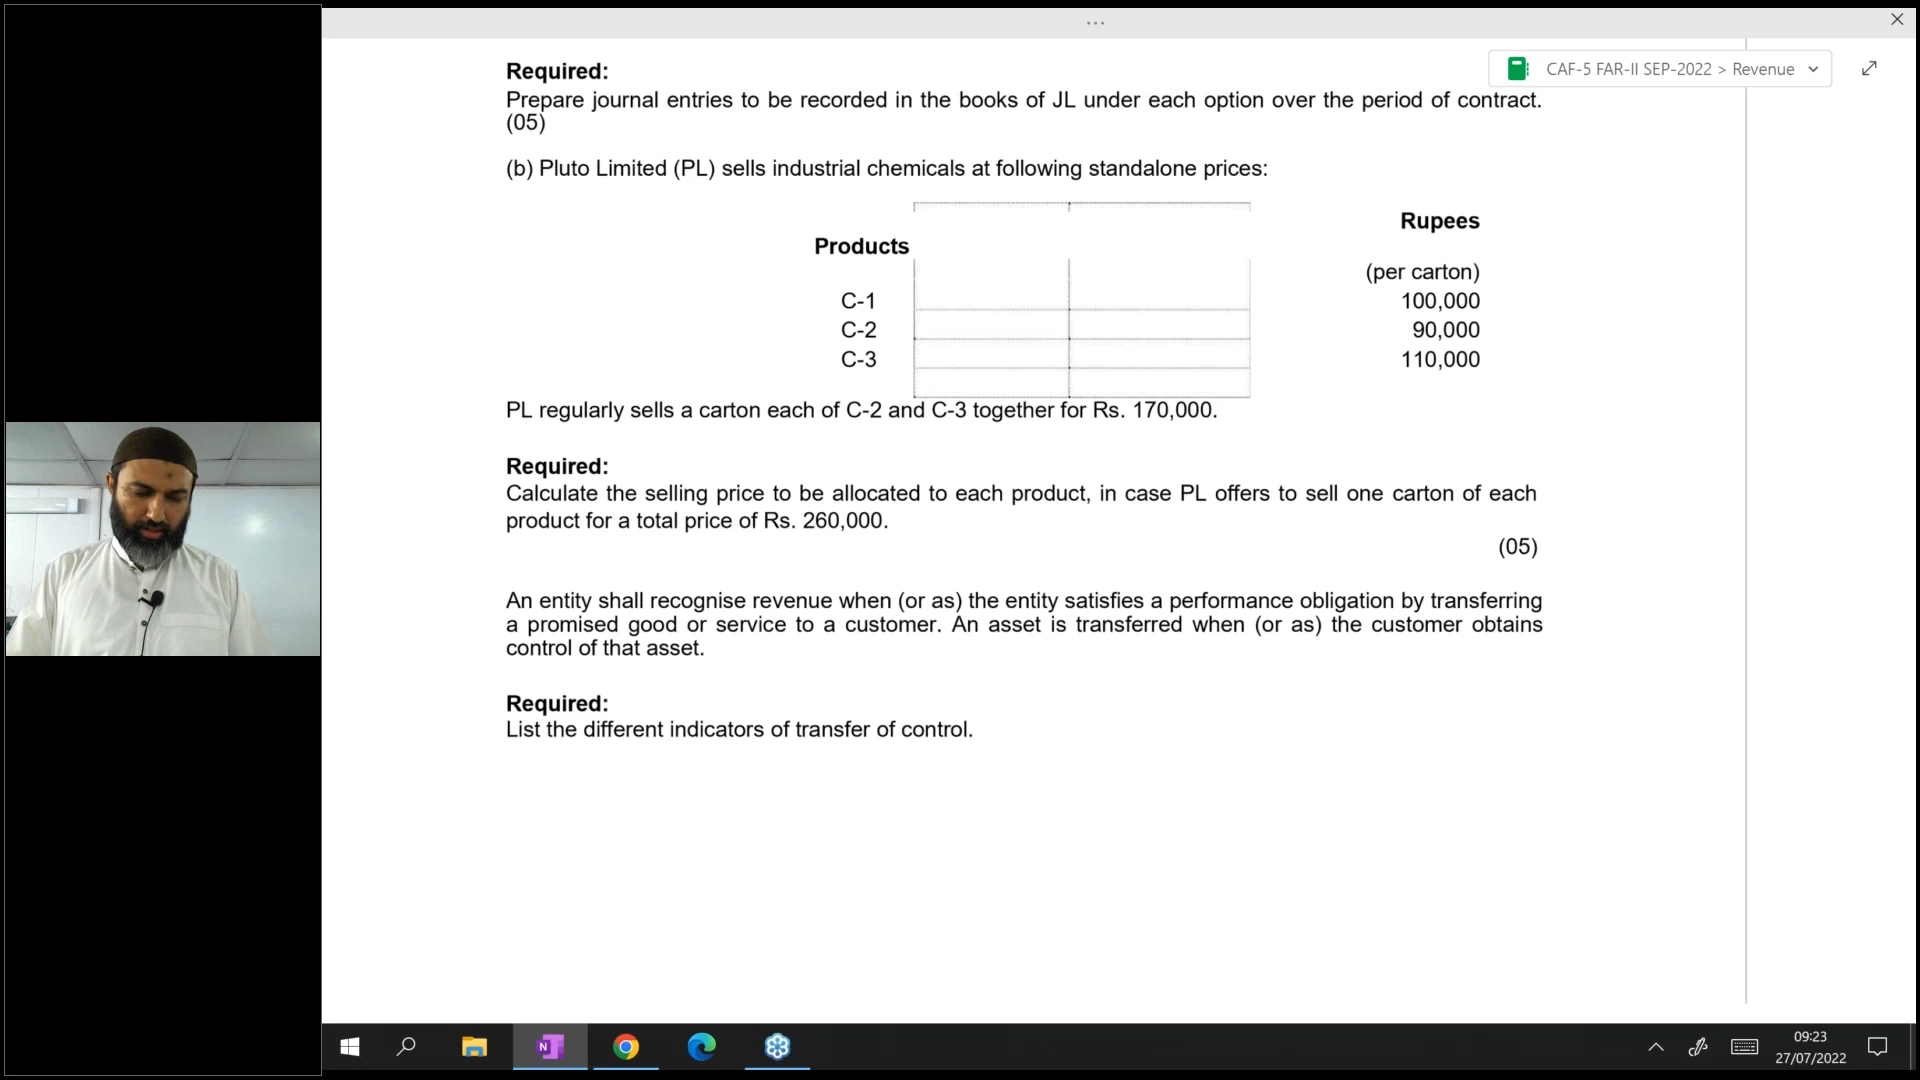 CAF-5 FAR-II SEP-2022 > Revenue
Required:
Prepare journal entries to be recorded in the books of JL under each option over the period of contract.
(05)
(b) Pluto Limited (PL) sells industrial chemicals at following standalone prices:
Products Rupees
(per carton)
C-1 100,000
C-2 90,000
C-3 110,000
PL regularly sells a carton each of C-2 and C-3 together for Rs. 170,000.
Required:
Calculate the selling price to be allocated to each product, in case PL offers to sell one carton of each
product for a total price of Rs. 260,000.
(05)
An entity shall recognise revenue when (or as) the entity satisfies a performance obligation by transferring
a promised good or service to a customer. An asset is transferred when (or as) the customer obtains
control of that asset.
Required:
List the different indicators of transfer of control.
N
09:23
27/07/2022